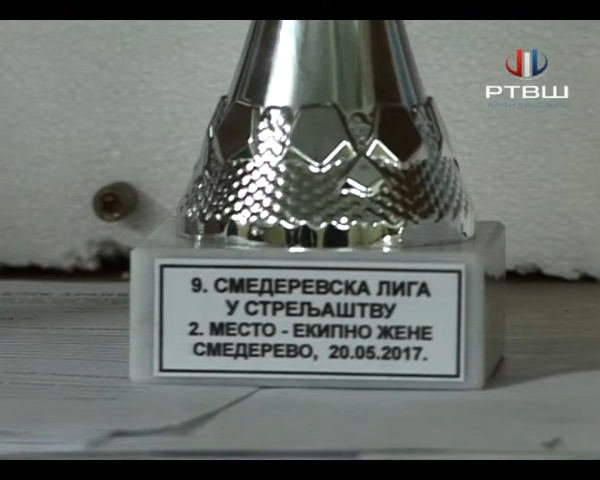 РТВШ
9. СМЕДЕРЕВСКА ЛИГА
У СТРЕЉАШТВУ
2. МЕСТО - ЕКИПНО ЖЕНЕ
СМЕДЕРЕВО, 20.05.2017.